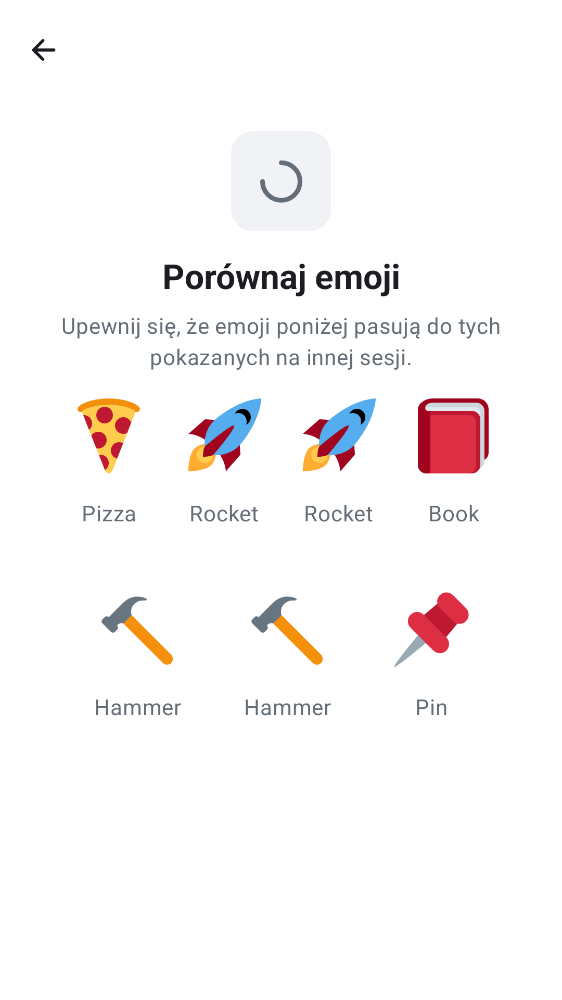 Porównaj emoji
Upewnij się, że emoji poniżej pasują do tych
pokazanych na innej sesji.
Pizza Rocket Rocket Book
Hammer Hammer Pin